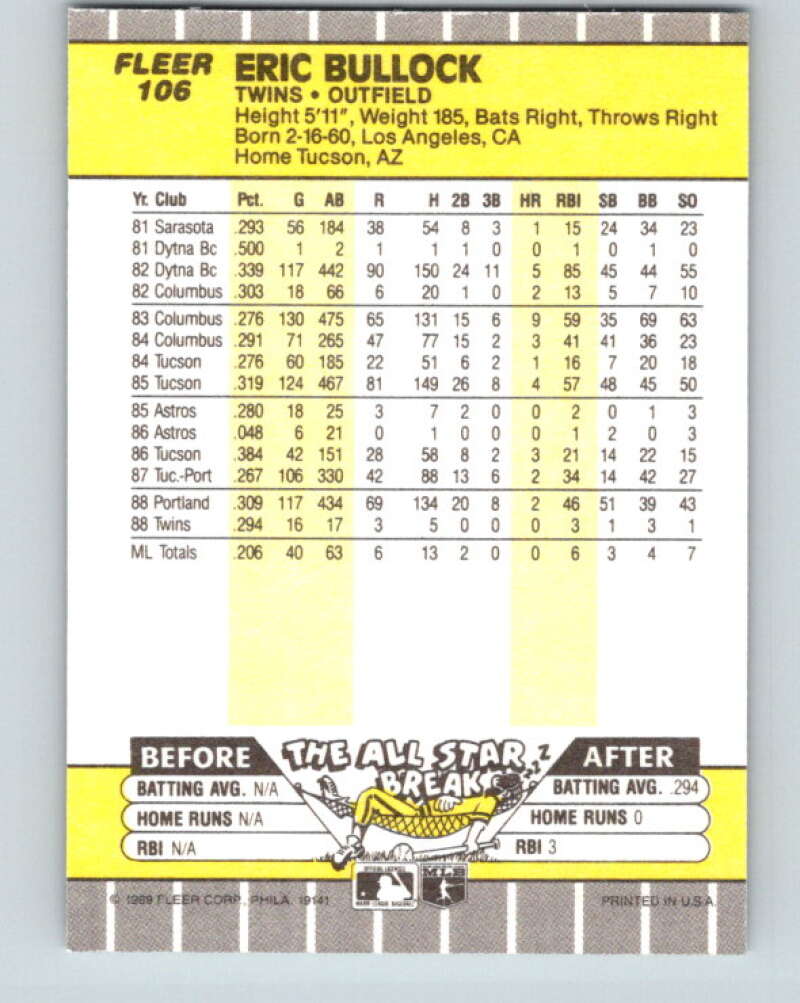 FLEER
106
ERIC BULLOCK
TWINS • OUTFIELD
Height 5'11", Weight 185, Bats Right, Throws Right
Born 2-16-60, Los Angeles, CA
Home Tucson, AZ
Yr. Club Pct. G AB R H 2B 3B HR RBI SB BB SO
81 Sarasota .293 56 184 38 54 8 3 1 15 24 34 23
81 Dytna Bc .500 1 2 1 1 1 0 0 1 0 1 0
82 Dytna Bc .339 117 442 90 150 24 11 5 85 45 44 55
82 Columbus .303 18 66 6 20 1 0 2 13 5 7 10
83 Columbus .276 130 475 65 131 15 6 9 59 35 69 63
84 Columbus .291 71 265 47 77 15 2 3 41 41 36 23
84 Tucson .276 60 185 22 51 6 2 1 16 7 20 18
85 Tucson .319 124 467 81 149 26 8 4 57 48 45 50
85 Astros .280 18 25 3 7 2 0 0 2 0 1 3
86 Astros .048 6 21 0 1 0 0 0 1 2 0 3
86 Tucson .384 42 151 28 58 8 2 3 21 14 22 15
87 Tuc.-Port .267 106 330 42 88 13 6 2 34 14 42 27
88 Portland .309 117 434 69 134 20 8 2 46 51 39 43
88 Twins .294 16 17 3 5 0 0 0 3 1 3 1
ML Totals .206 40 63 6 13 2 0 0 6 3 4 7
BEFORE THE ALL STAR BREAK AFTER
ZZZ
BATTING AVG. N/A
HOME RUNS N/A
RBI N/A
BATTING AVG. .294
HOME RUNS 0
RBI 3
MLB
© 1989 FLEER CORP., PHILA. 19141
PRINTED IN U.S.A.